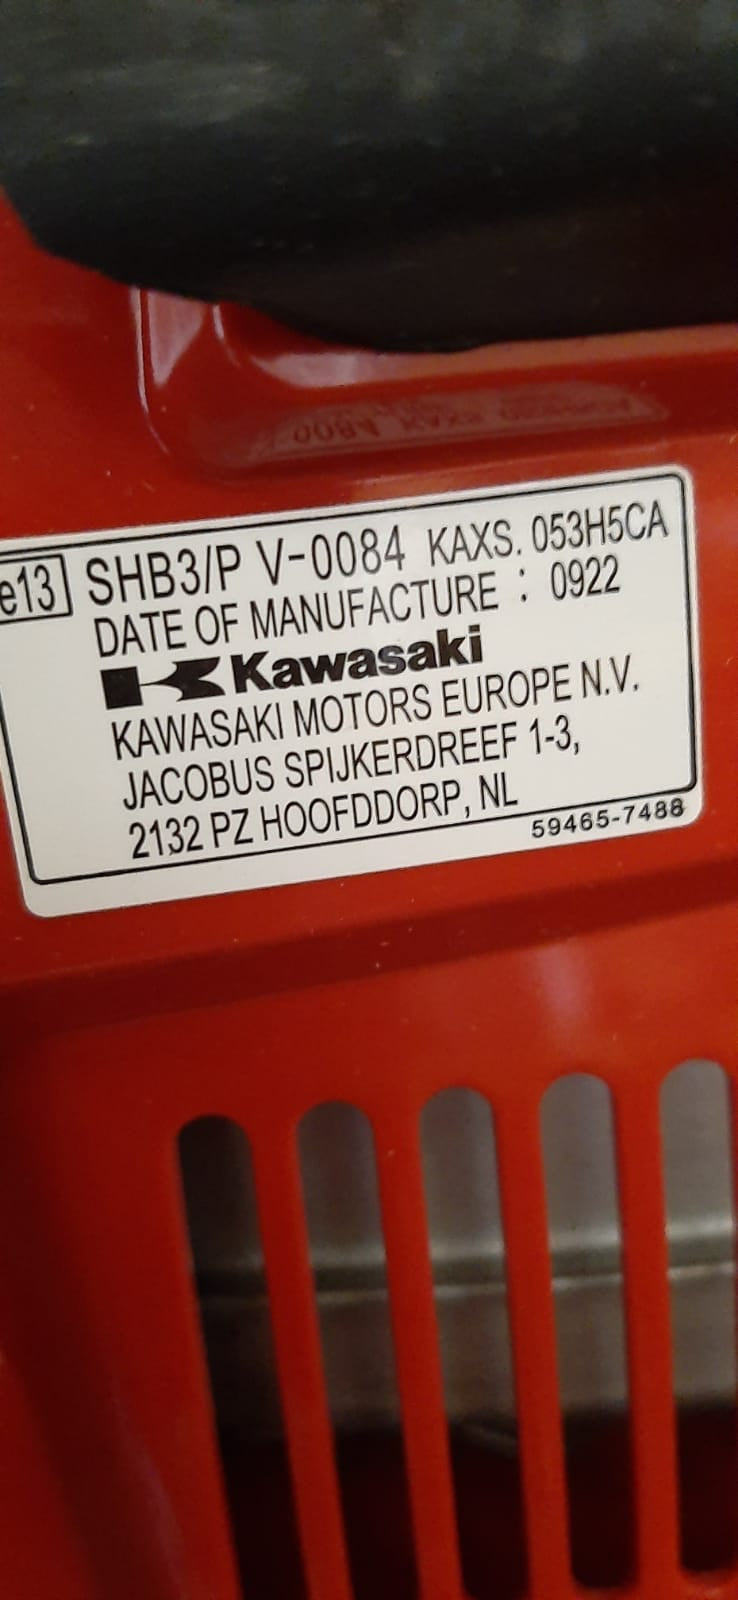 e13 SHB3/P V-0084 KAXS. 053H5CA
DATE OF MANUFACTURE : 0922
Kawasaki
KAWASAKI MOTORS EUROPE N.V.
JACOBUS SPIJKERDREEF 1-3,
2132 PZ HOOFDDORP, NL
59465-7488